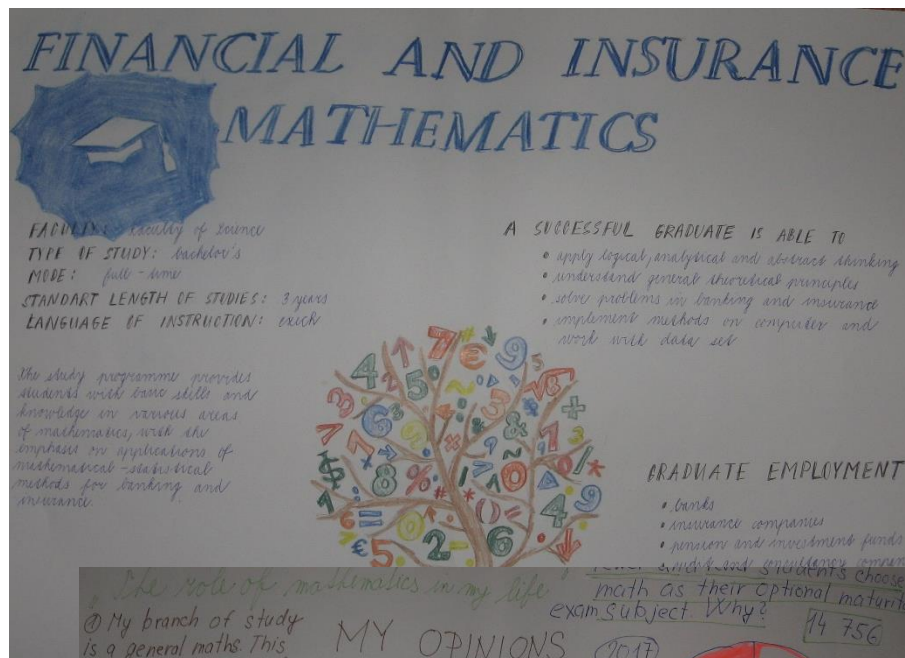 FINANCIAL AND INSURANCE
MATHEMATICS
FACULTY: Faculty of Science
TYPE OF STUDY: bachelor's
MODE: full-time
STANDART LENGTH OF STUDIES: 3 years
LANGUAGE OF INSTRUCTION:
The study programme provides
students with basic skills and
knowledge in various areas
of mathematics, with the
emphasis on applications of
mathematical-statistical
methods for banking and
insurance.
A SUCCESSFUL GRADUATE IS ABLE TO
• apply logical, analytical and abstract thinking
• understand general theoretical principles
• solve problems in banking and insurance
• implement methods on computer and
work with data set
GRADUATE EMPLOYMENT
• banks
• insurance companies
• pension and investment funds
and consultancy
"The role of mathematics in my life"
① My branch of study
is a general maths. This
MY OPINIONS
students choose
math as their optional
exam subject. Why?
2017
14 756